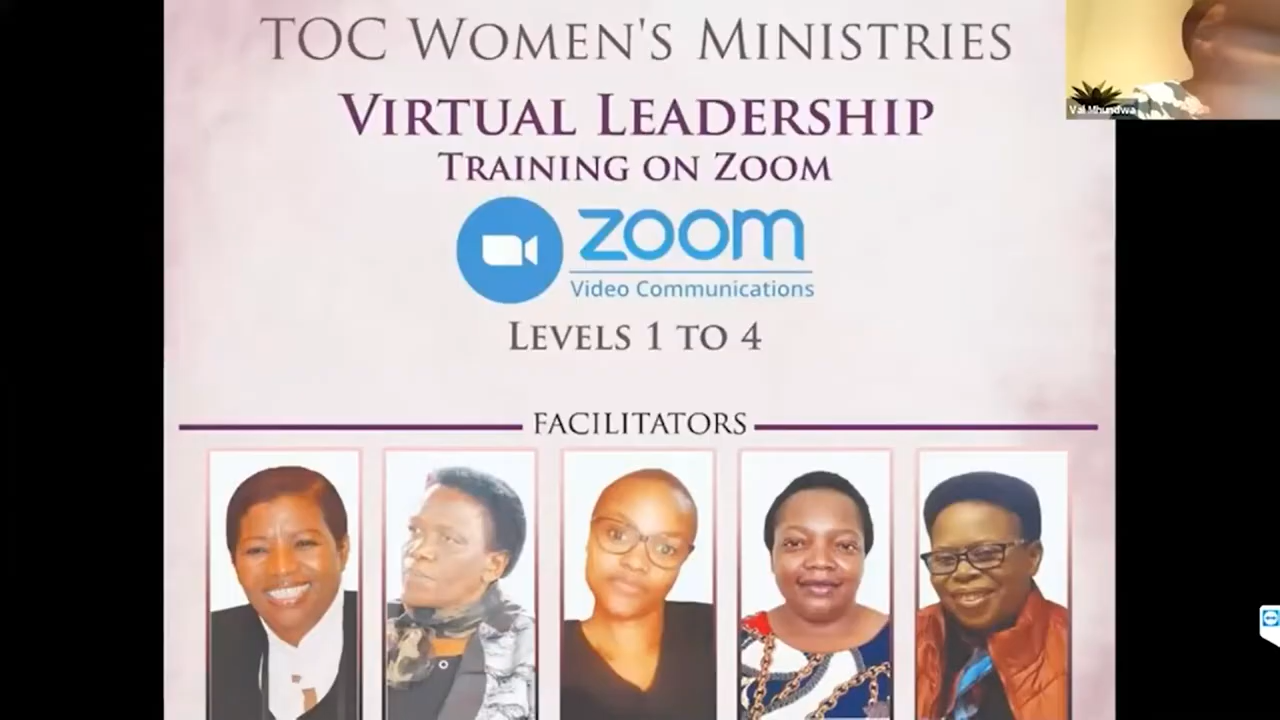 TOC WOMEN'S MINISTRIES
VIRTUAL LEADERSHIP
TRAINING ON ZOOM
zoom
Video Communications
LEVELS 1 TO 4
FACILITATORS
Val Mhundwa